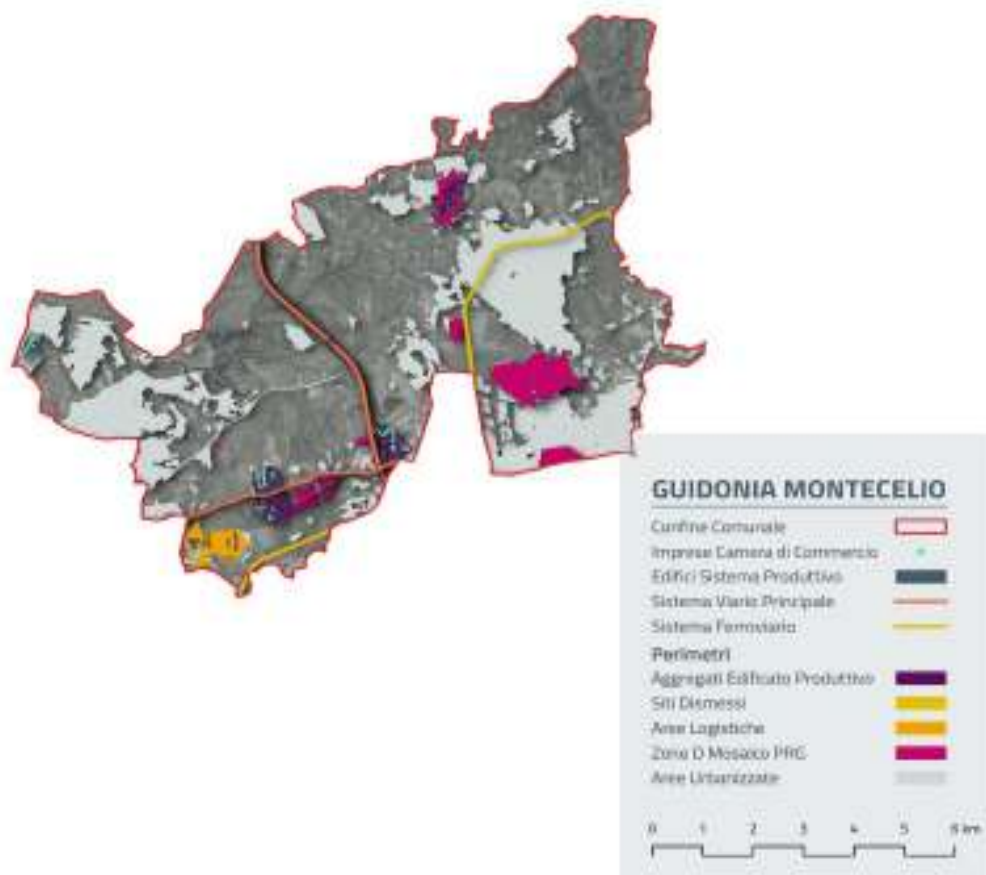 GUIDONIA MONTECELIO
Confine Comunale
Imprese Camera di Commercio
Edifici Sistema Produttivo
Sistema Viario Principale
Sistema Ferroviario
Perimetri
Aggregati Edificato Produttivo
Siti Dismessi
Aree Logistiche
Zone D Mosaico PRG
Aree Urbanizzate
0 1 2 3 4 5 6 km